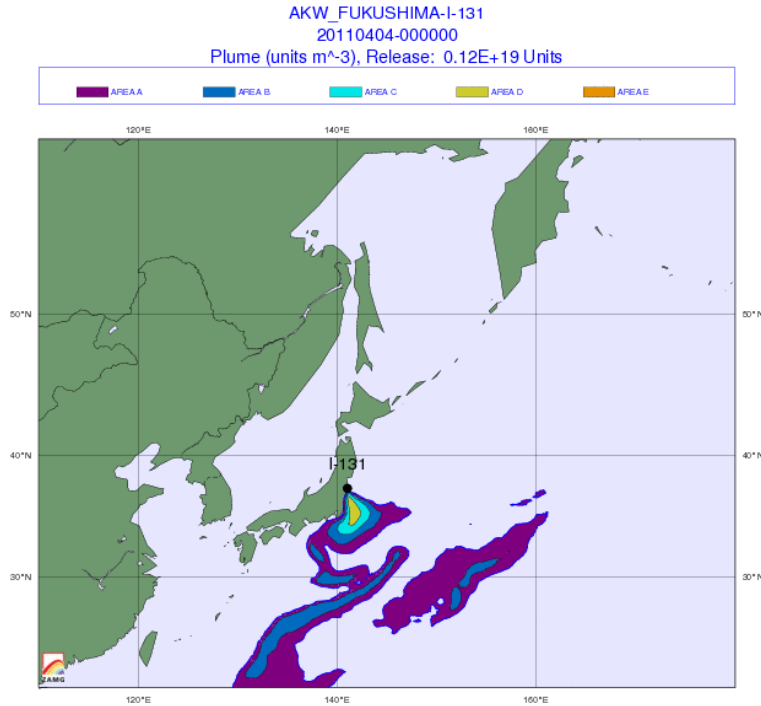 AKW_FUKUSHIMA-I-131
20110404-000000
Plume (units m^-3), Release: 0.12E+19 Units
AREA A AREA B AREA C AREA D AREA E
120°E 140°E 160°E
50°N 50°N
40°N 40°N
I-131
30°N 30°N
ZAMG
120°E 140°E 160°E